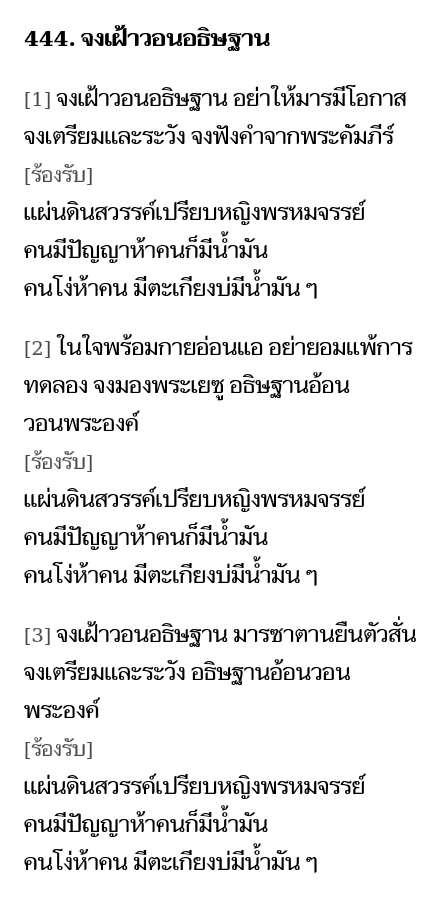 444. จงเฝ้าวอนอธิษฐาน
[1] จงเฝ้าวอนอธิษฐาน อย่าให้มารมีโอกาส
จงเตรียมและระวัง จงฟังคำจากพระคัมภีร์
[ร้องรับ]
แผ่นดินสวรรค์เปรียบหญิงพรหมจรรย์
คนมีปัญญาห้าคนก็มีน้ำมัน
คนโง่ห้าคน มีตะเกียงบ่มีน้ำมัน ๆ
[2] ในใจพร้อมกายอ่อนแอ อย่ายอมแพ้การ
ทดลอง จงมองพระเยซู อธิษฐานอ้อน
วอนพระองค์
[ร้องรับ]
แผ่นดินสวรรค์เปรียบหญิงพรหมจรรย์
คนมีปัญญาห้าคนก็มีน้ำมัน
คนโง่ห้าคน มีตะเกียงบ่มีน้ำมัน ๆ
[3] จงเฝ้าวอนอธิษฐาน มารซาตานยืนตัวสั่น
จงเตรียมและระวัง อธิษฐานอ้อนวอน
พระองค์
[ร้องรับ]
แผ่นดินสวรรค์เปรียบหญิงพรหมจรรย์
คนมีปัญญาห้าคนก็มีน้ำมัน
คนโง่ห้าคน มีตะเกียงบ่มีน้ำมัน ๆ